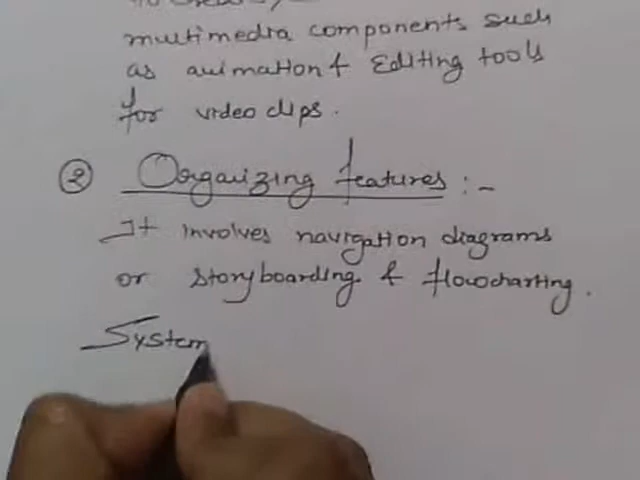 multimedia components such
as animation & Editing tools
for video clips.
② Organizing features :-
It involves navigation diagrams
or storyboarding & flowcharting.
System